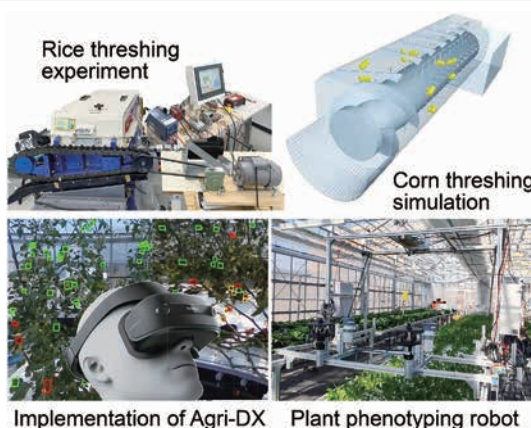 Rice threshing
experiment
Corn threshing
simulation
Implementation of Agri-DX
Plant phenotyping robot